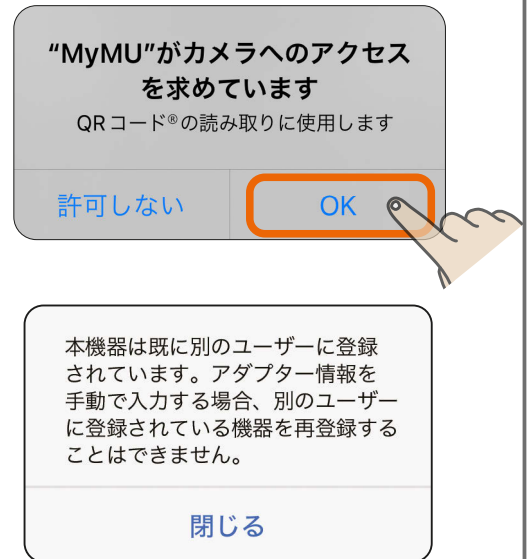 “MyMU”がカメラへのアクセス
を求めています
QRコード®の読み取りに使用します
許可しない
OK
本機器は既に別のユーザーに登録
されています。アダプター情報を
手動で入力する場合、別のユーザー
に登録されている機器を再登録する
ことはできません。
閉じる